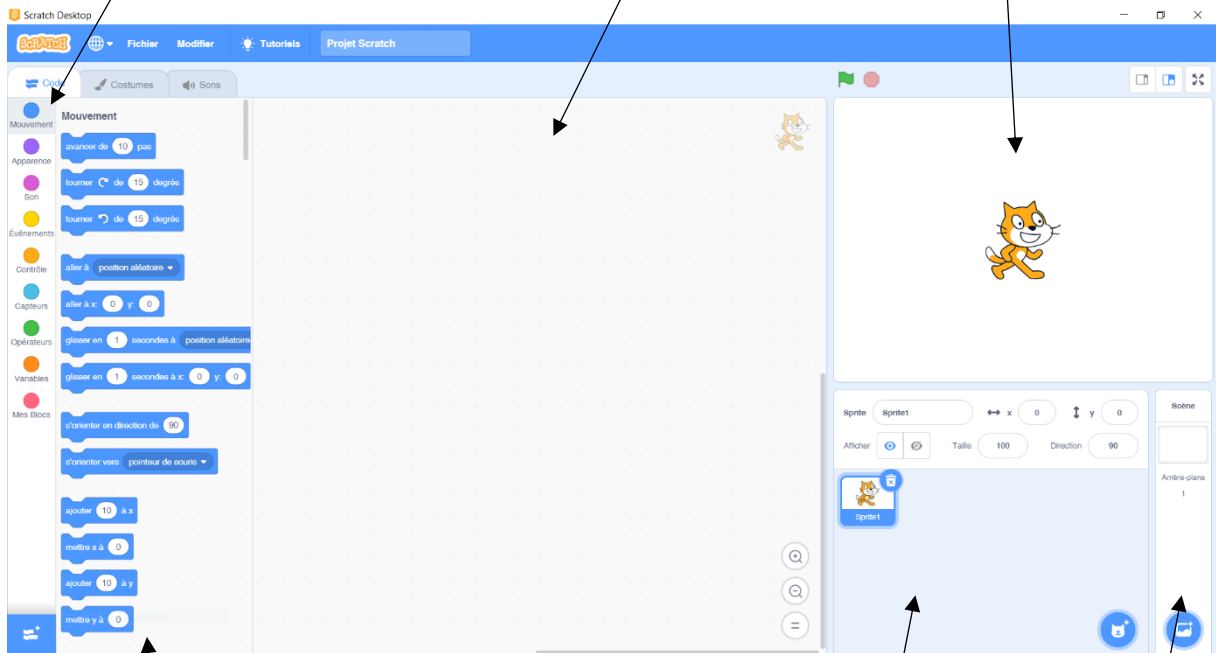 Scratch Desktop
SCRATCH Fichier Modifier Tutoriels Projet Scratch
Code Costumes Sons
Mouvement
Apparence
Son
Événements
Contrôle
Capteurs
Opérateurs
Variables
Mes Blocs
Mouvement
avancer de 10 pas
tourner de 15 degrés
tourner de 15 degrés
aller à position aléatoire
aller à x: 0 y: 0
glisser en 1 secondes à position aléatoire
glisser en 1 secondes à x: 0 y: 0
s'orienter en direction de 90
s'orienter vers pointeur de souris
ajouter 10 à x
mettre x à 0
ajouter 10 à y
mettre y à 0
Sprite Sprite1 x 0 y 0
Afficher Taille 100 Direction 90
Sprite1
Scène
Arrière-plans
1